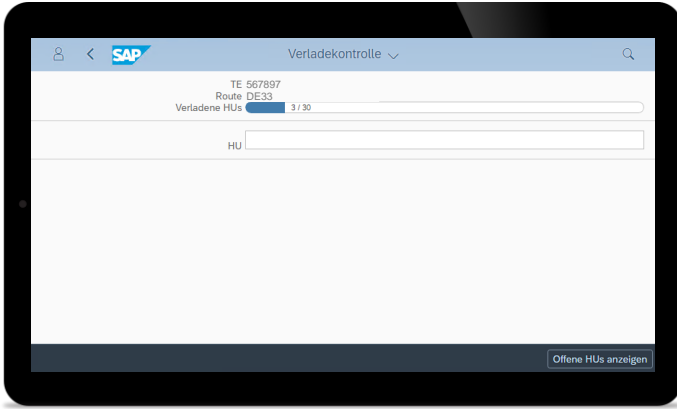 SAP
Verladekontrolle
TE 567897
Route DE33
Verladene HUs 3 / 30
HU
Offene HUs anzeigen